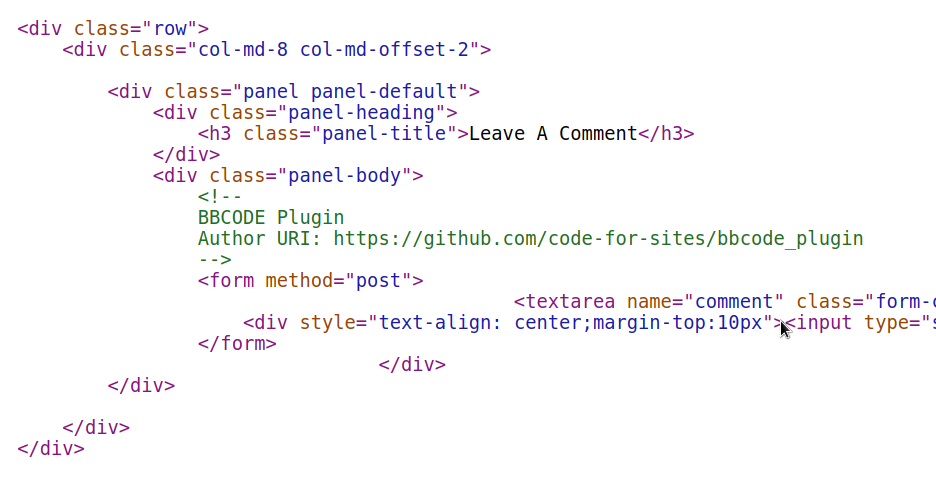 <div class="row">
<div class="col-md-8 col-md-offset-2">
<div class="panel panel-default">
<div class="panel-heading">
<h3 class="panel-title">Leave A Comment</h3>
</div>
<div class="panel-body">
<!--
BBCODE Plugin
Author URI: https://github.com/code-for-sites/bbcode_plugin
-->
<form method="post">
<textarea name="comment" class="form-c
<div style="text-align: center;margin-top:10px"><input type="s
</form>
</div>
</div>
</div>
</div>